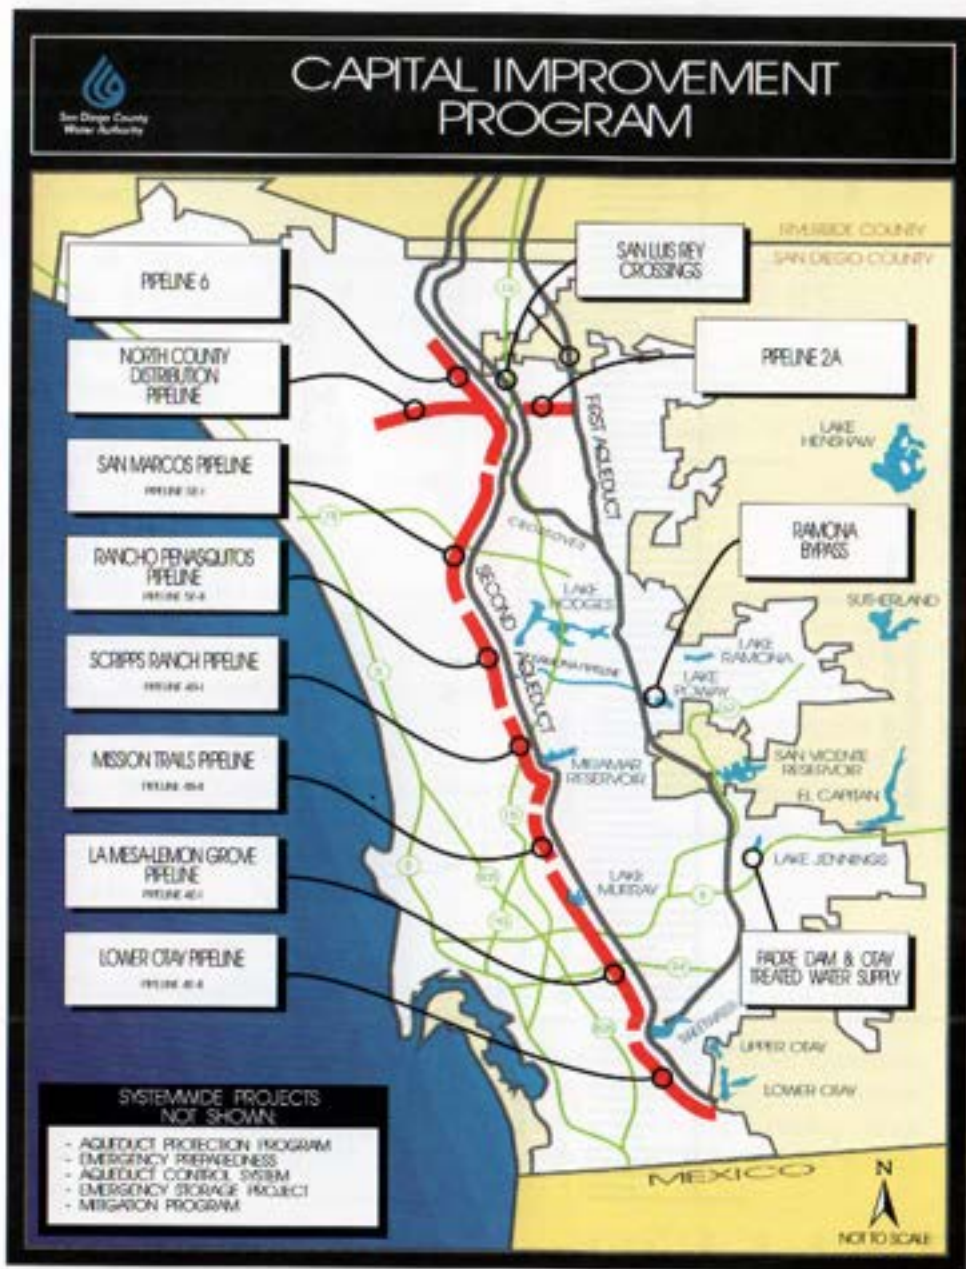 San Diego County
Water Authority
CAPITAL IMPROVEMENT
PROGRAM
RIVERSIDE COUNTY
SAN DIEGO COUNTY
PIPELINE 6
SAN LUIS REY
CROSSINGS
NORTH COUNTY
DISTRIBUTION
PIPELINE
PIPELINE 2A
FIRST AQUEDUCT
LAKE
HENSHAW
SAN MARCOS PIPELINE
CROSSOVER
RAMONA
BYPASS
RANCHO PENASQUITOS
PIPELINE
SECOND
AQUEDUCT
LAKE
HODGES
SUTHERLAND
RAMONA PIPELINE
LAKE
RAMONA
LAKE
POWAY
SCRIPPS RANCH PIPELINE
MIRAMAR
RESERVOIR
SAN VICENTE
RESERVOIR
EL CAPITAN
MISSION TRAILS PIPELINE
LA MESA-LEMON GROVE
PIPELINE
LAKE
MURRAY
LAKE JENNINGS
LOWER OTAY PIPELINE
PADRE DAM & OTAY
TREATED WATER SUPPLY
SWEETWATER
UPPER OTAY
LOWER OTAY
SYSTEMWIDE PROJECTS
NOT SHOWN:
- AQUEDUCT PROTECTION PROGRAM
- EMERGENCY PREPAREDNESS
- AQUEDUCT CONTROL SYSTEM
- EMERGENCY STORAGE PROJECT
- MITIGATION PROGRAM
MEXICO
N
NOT TO SCALE